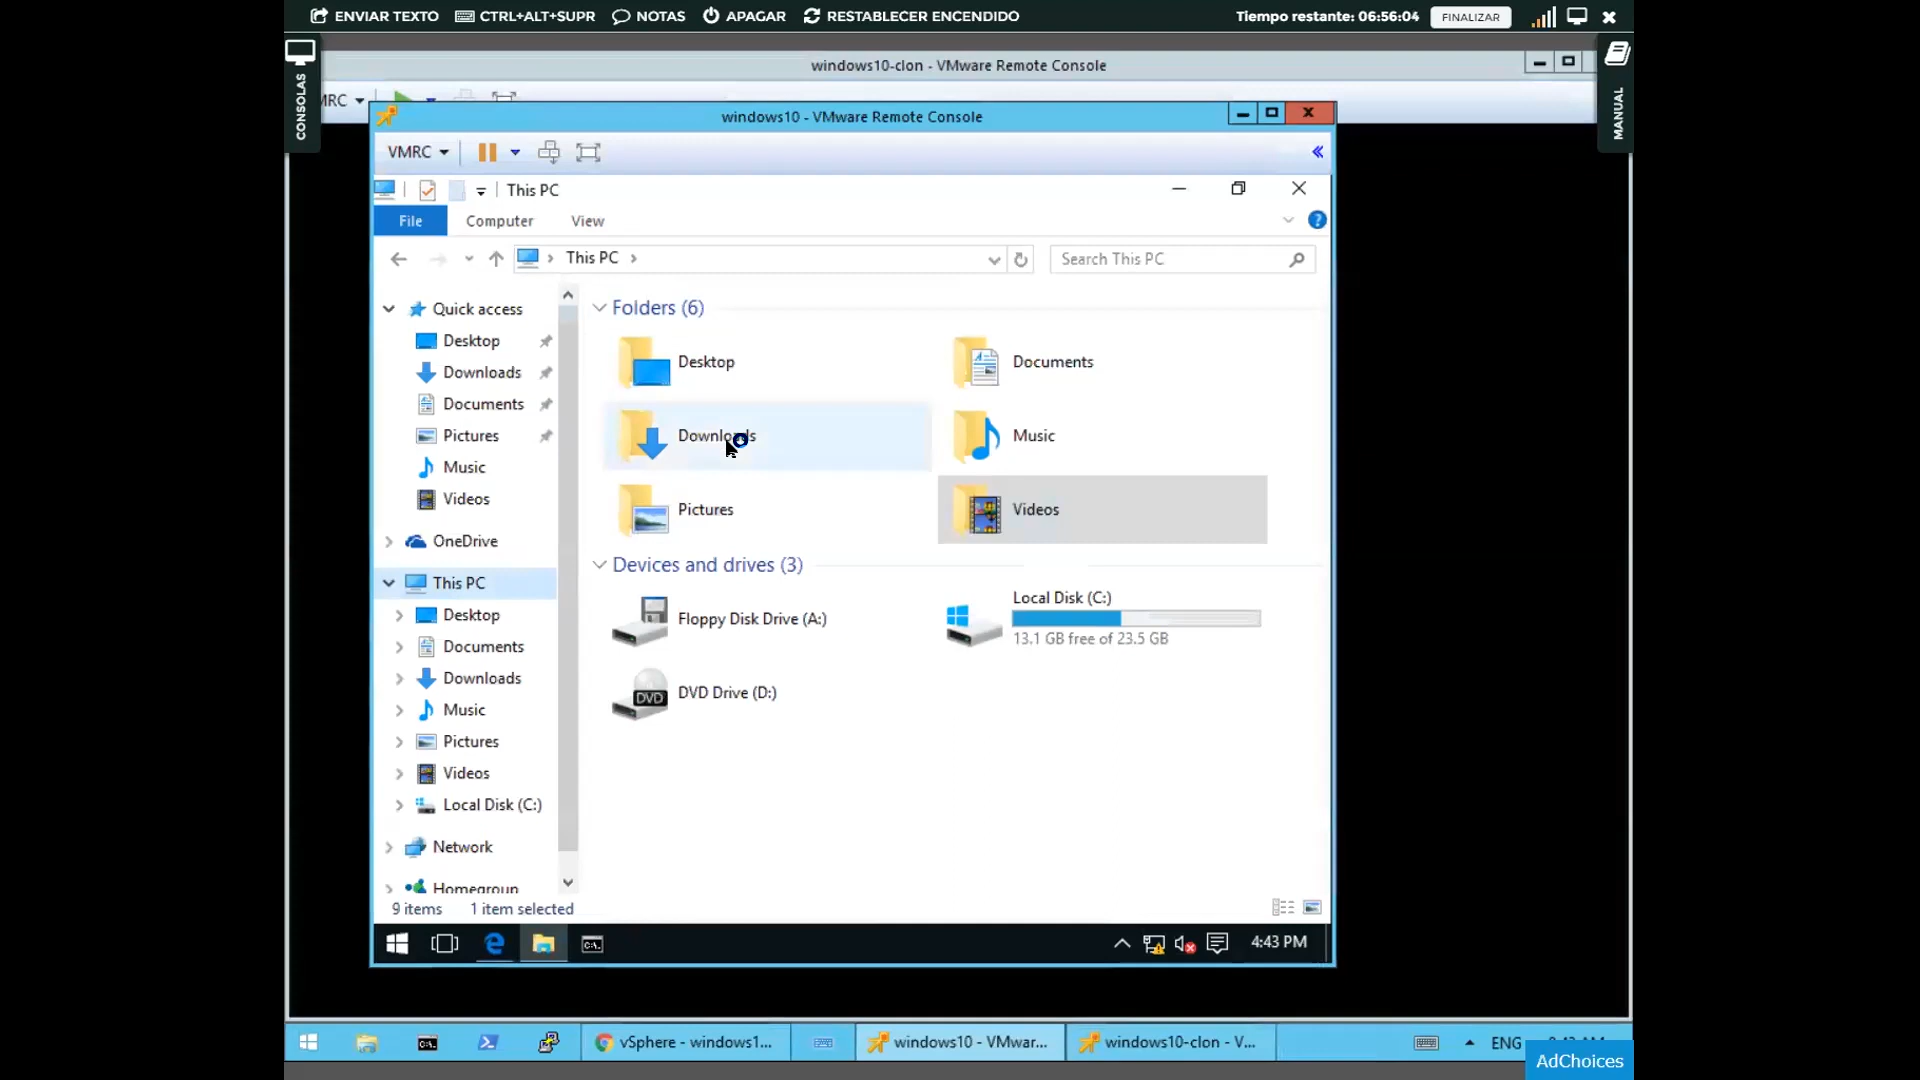 ENVIAR TEXTO CTRL+ALT+SUPR NOTAS APAGAR RESTABLECER ENCENDIDO Tiempo restante: 06:56:04 FINALIZAR
CONSOLAS
MANUAL
windows10-clon - VMware Remote Console
windows10 - VMware Remote Console
VMRC
This PC
File Computer View
This PC
Search This PC
Quick access
Desktop
Downloads
Documents
Pictures
Music
Videos
OneDrive
This PC
Desktop
Documents
Downloads
Music
Pictures
Videos
Local Disk (C:)
Network
Homegroup
Folders (6)
Desktop
Documents
Downloads
Music
Pictures
Videos
Devices and drives (3)
Floppy Disk Drive (A:)
Local Disk (C:)
13.1 GB free of 23.5 GB
DVD
DVD Drive (D:)
9 items 1 item selected
4:43 PM
vSphere - windows1...
windows10 - VMwar...
windows10-clon - V...
ENG
AdChoices